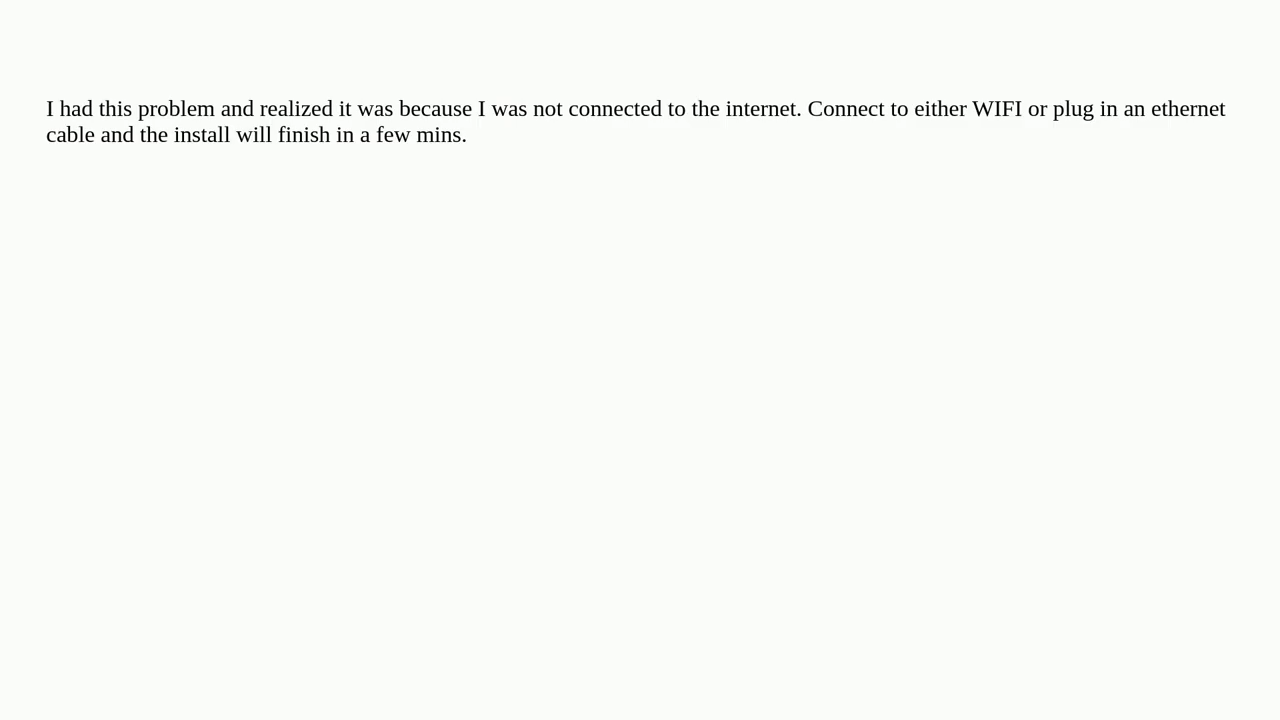 I had this problem and realized it was because I was not connected to the internet. Connect to either WIFI or plug in an ethernet
cable and the install will finish in a few mins.